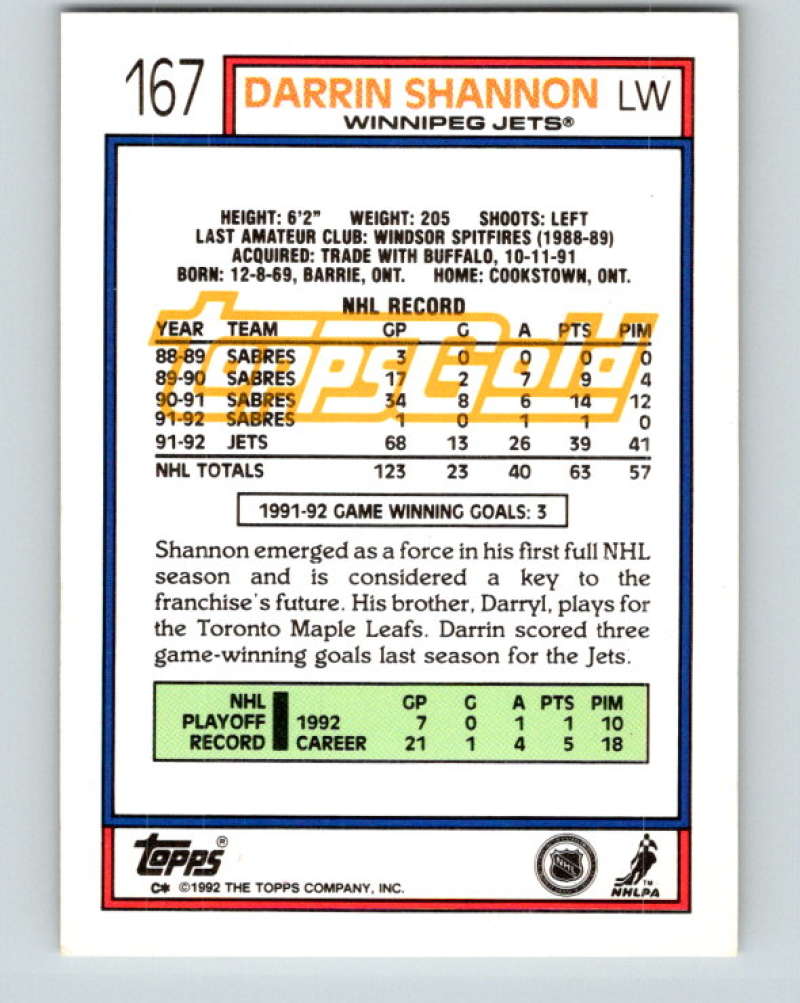 167 DARRIN SHANNON LW
WINNIPEG JETS®
HEIGHT: 6'2" WEIGHT: 205 SHOOTS: LEFT
LAST AMATEUR CLUB: WINDSOR SPITFIRES (1988-89)
ACQUIRED: TRADE WITH BUFFALO, 10-11-91
BORN: 12-8-69, BARRIE, ONT. HOME: COOKSTOWN, ONT.
NHL RECORD
YEAR TEAM GP G A PTS PIM
88-89 SABRES 3 0 0 0 0
89-90 SABRES 17 2 7 9 4
90-91 SABRES 34 8 6 14 12
91-92 SABRES 1 0 1 1 0
91-92 JETS 68 13 26 39 41
NHL TOTALS 123 23 40 63 57
toppsGold
1991-92 GAME WINNING GOALS: 3
Shannon emerged as a force in his first full NHL
season and is considered a key to the
franchise's future. His brother, Darryl, plays for
the Toronto Maple Leafs. Darrin scored three
game-winning goals last season for the Jets.
NHL GP G A PTS PIM
PLAYOFF 1992 7 0 1 1 10
RECORD CAREER 21 1 4 5 18
TOPPS®
C* ©1992 THE TOPPS COMPANY, INC.
NHL
NHLPA™